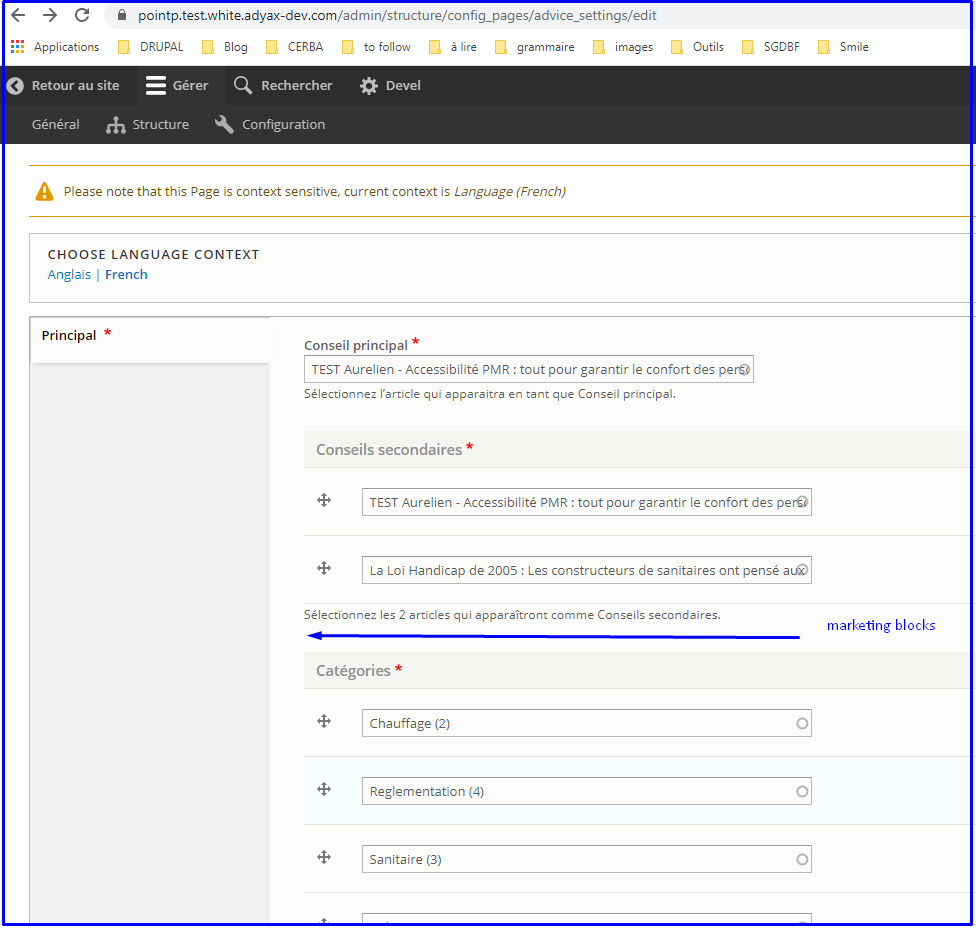 pointp.test.white.adyax-dev.com/admin/structure/config_pages/advice_settings/edit
Applications DRUPAL Blog CERBA to follow à lire grammaire images Outils SGDBF Smile
Retour au site Gérer Rechercher Devel
Général Structure Configuration
Please note that this Page is context sensitive, current context is Language (French)
CHOOSE LANGUAGE CONTEXT
Anglais | French
Principal *
Conseil principal *
TEST Aurelien - Accessibilité PMR : tout pour garantir le confort des pers
Sélectionnez l'article qui apparaitra en tant que Conseil principal.
Conseils secondaires *
TEST Aurelien - Accessibilité PMR : tout pour garantir le confort des pers
La Loi Handicap de 2005 : Les constructeurs de sanitaires ont pensé aux
Sélectionnez les 2 articles qui apparaîtront comme Conseils secondaires.
marketing blocks
Catégories *
Chauffage (2)
Reglementation (4)
Sanitaire (3)